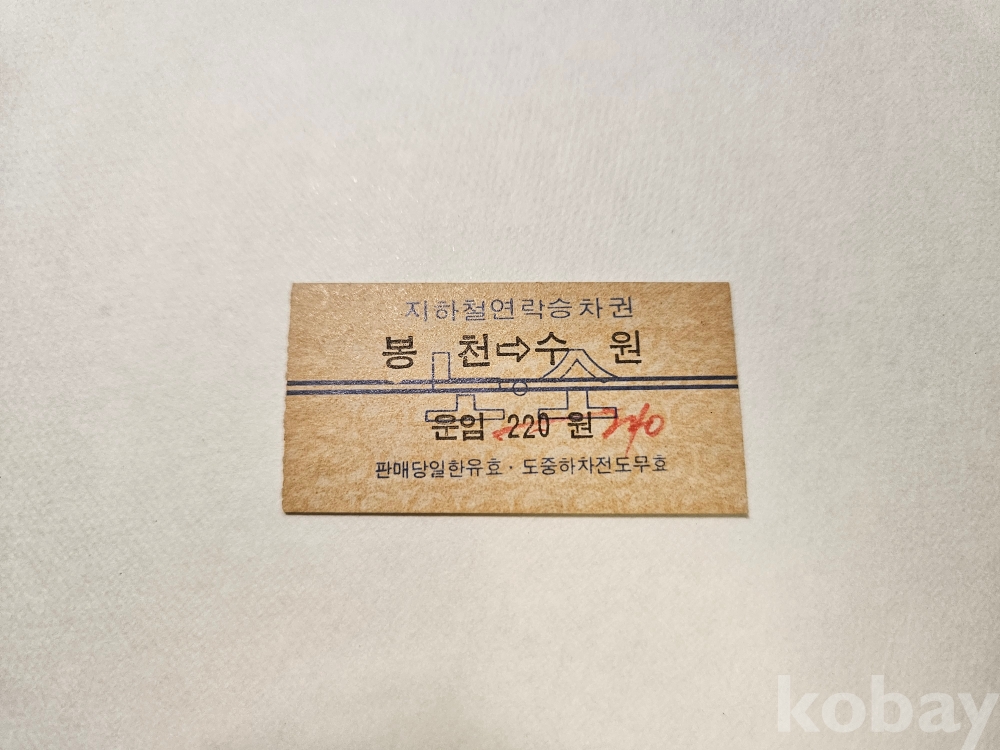 지하철연락승차권
봉 천⇨수 원
운임 220 원 240
판매당일한유효·도중하차전도무효
kobay